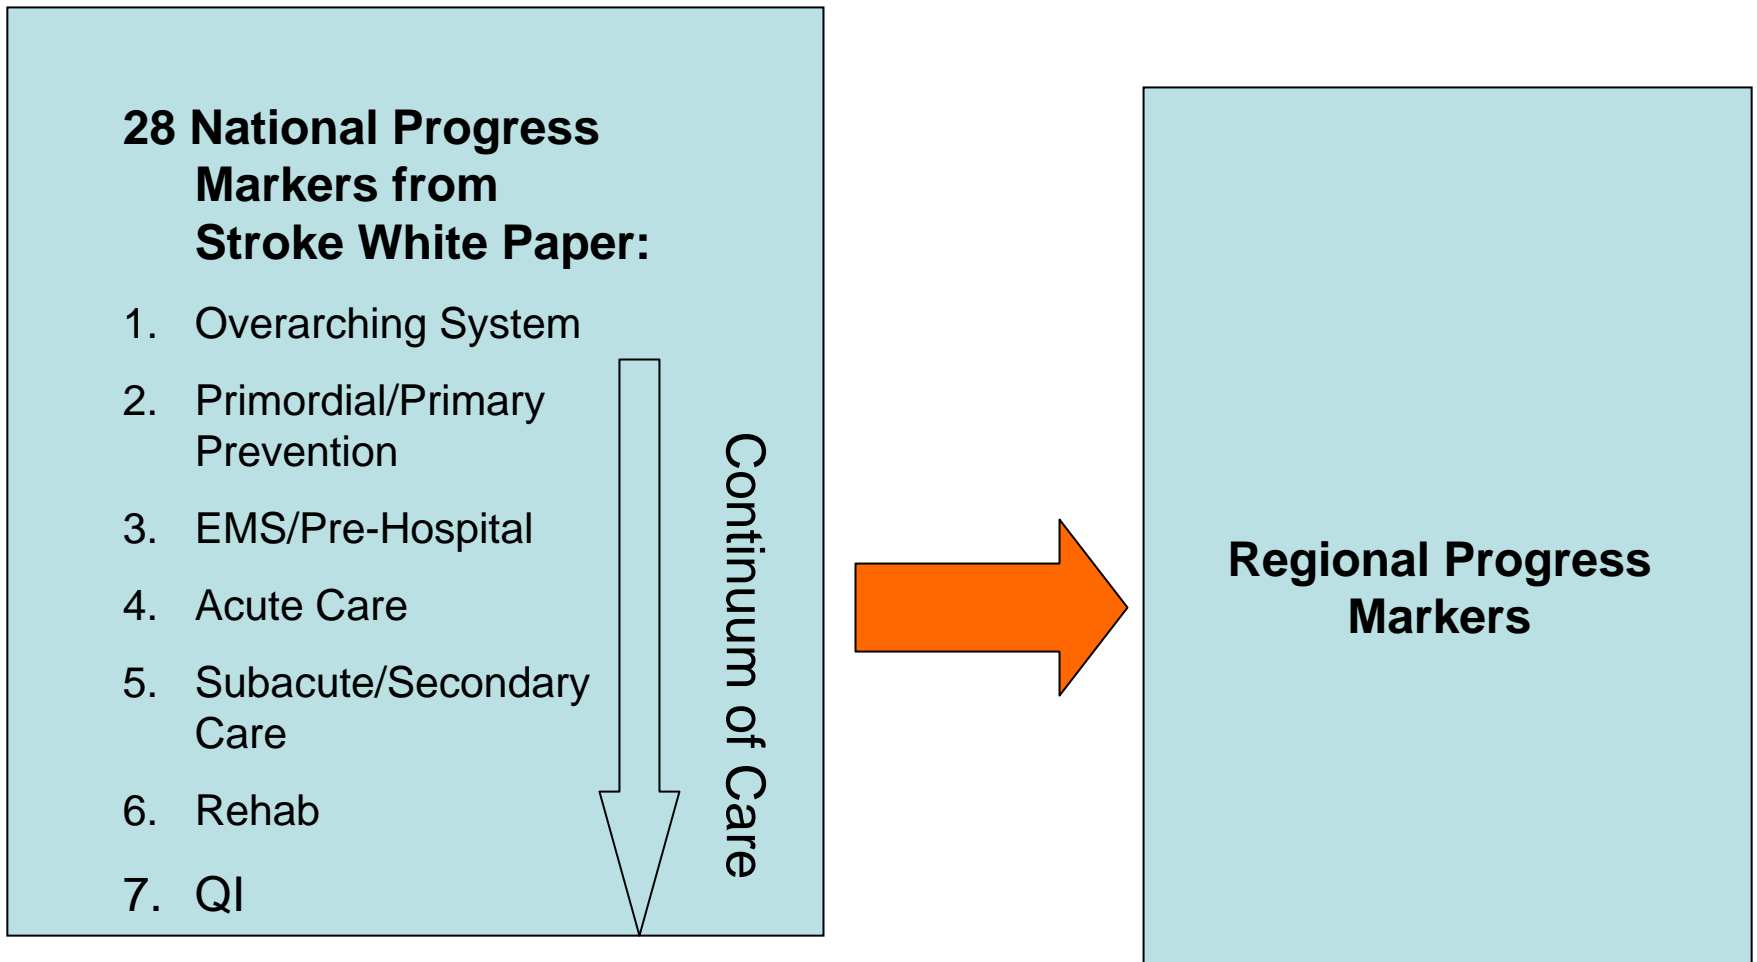 28 National Progress
Markers from
Stroke White Paper:
1. Overarching System
2. Primordial/Primary
Prevention
3. EMS/Pre-Hospital
4. Acute Care
5. Subacute/Secondary
Care
6. Rehab
7. QI
Continuum of Care
Regional Progress
Markers